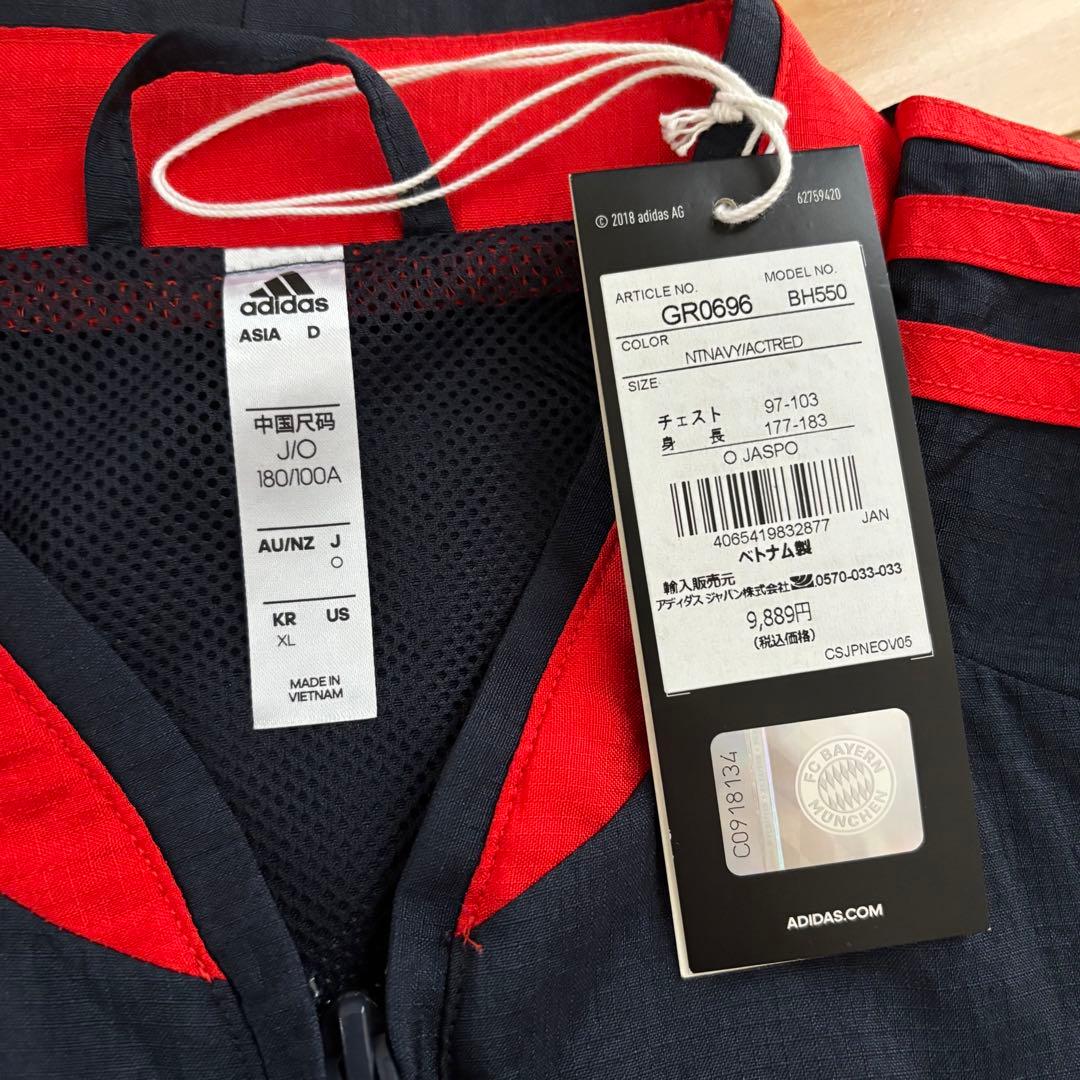 adidas
ASIA D
中国尺码
J/O
180/100A
AU/NZ J
O
KR US
XL
MADE IN
VIETNAM
© 2018 adidas AG
62759420
ARTICLE NO. MODEL NO.
GR0696 BH550
COLOR
NTNAVY/ACTRED
SIZE
チェスト 97-103
身長 177-183
O JASPO
4065419832877 JAN
ベトナム製
輸入販売元
アディダス ジャパン株式会社 0570-033-033
9,889円
(税込価格)
CSJPNEOV05
C0918134
FC BAYERN
MÜNCHEN
ADIDAS.COM